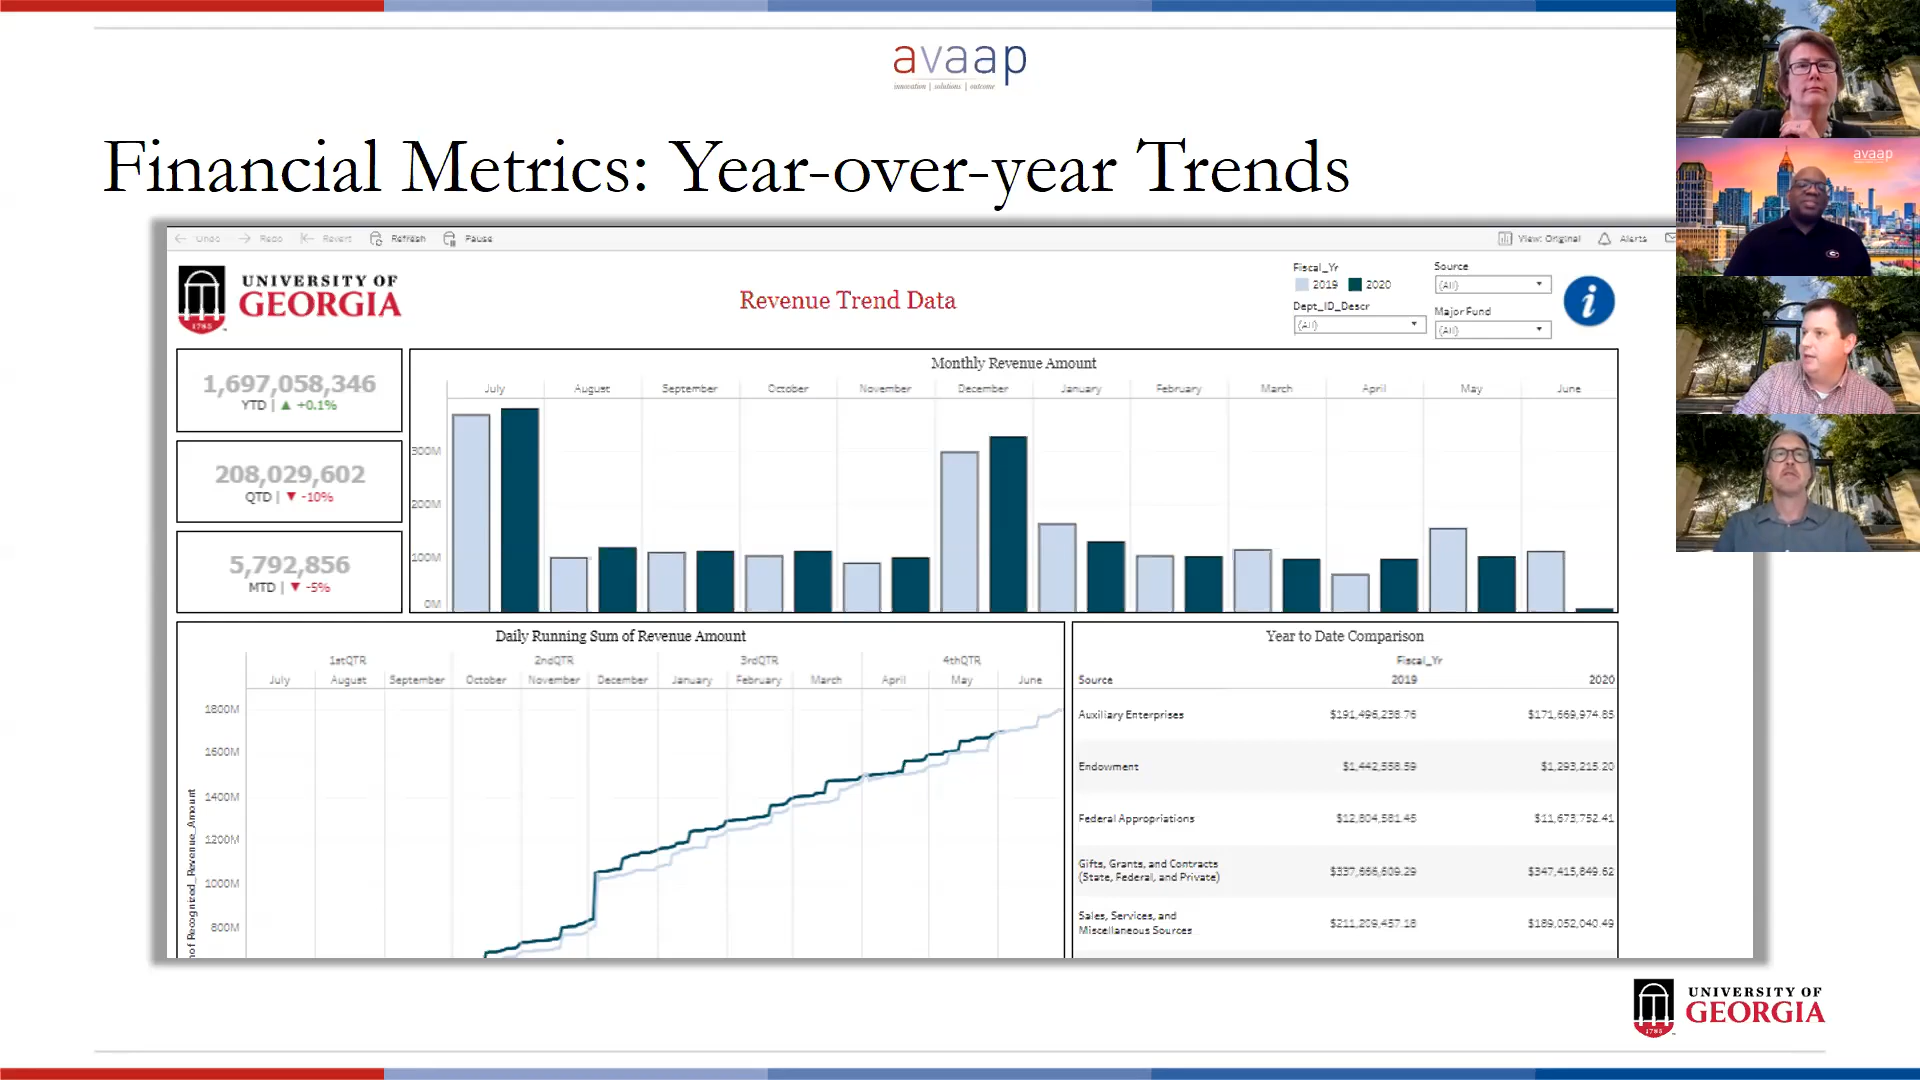 avaap
innovation | solutions | outcome
Financial Metrics: Year-over-year Trends
avaap
Undo Redo Revert Refresh Pause View: Original Alerts
UNIVERSITY OF
GEORGIA
1785
Revenue Trend Data
Fiscal_Yr
2019 2020
Dept_ID_Descr
(All)
Source
(All)
Major Fund
(All)
i
1,697,058,346
YTD | ▲ +0.1%
208,029,602
QTD | ▼ -10%
5,792,856
MTD | ▼ -5%
Monthly Revenue Amount
July August September October November December January February March April May June
300M
200M
100M
0M
Daily Running Sum of Revenue Amount
1stQTR 2ndQTR 3rdQTR 4thQTR
July August September October November December January February March April May June
1800M
1600M
1400M
1200M
1000M
800M
of Recognized_Revenue_Amount
Year to Date Comparison
Fiscal_Yr
Source 2019 2020
Auxiliary Enterprises $191,496,238.76 $171,669,974.85
Endowment $1,442,558.59 $1,293,215.20
Federal Appropriations $12,804,581.45 $11,673,752.41
Gifts, Grants, and Contracts
(State, Federal, and Private) $337,666,609.29 $347,415,849.62
Sales, Services, and
Miscellaneous Sources $211,209,457.18 $189,052,040.49
UNIVERSITY OF
GEORGIA
1785